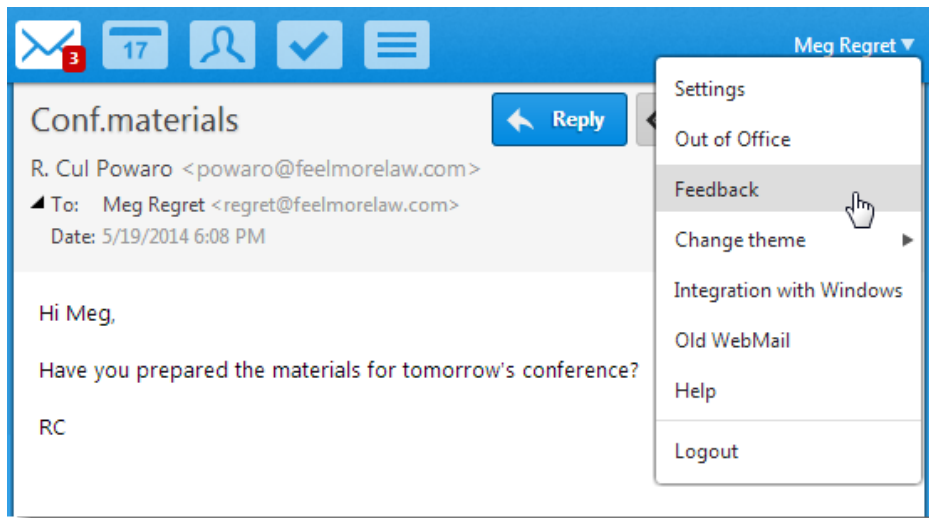 3
17
Meg Regret ▼
Conf.materials
Reply
R. Cul Powaro <powaro@feelmorelaw.com>
To: Meg Regret <regret@feelmorelaw.com>
Date: 5/19/2014 6:08 PM
Hi Meg,
Have you prepared the materials for tomorrow's conference?
RC
Settings
Out of Office
Feedback
Change theme
Integration with Windows
Old WebMail
Help
Logout